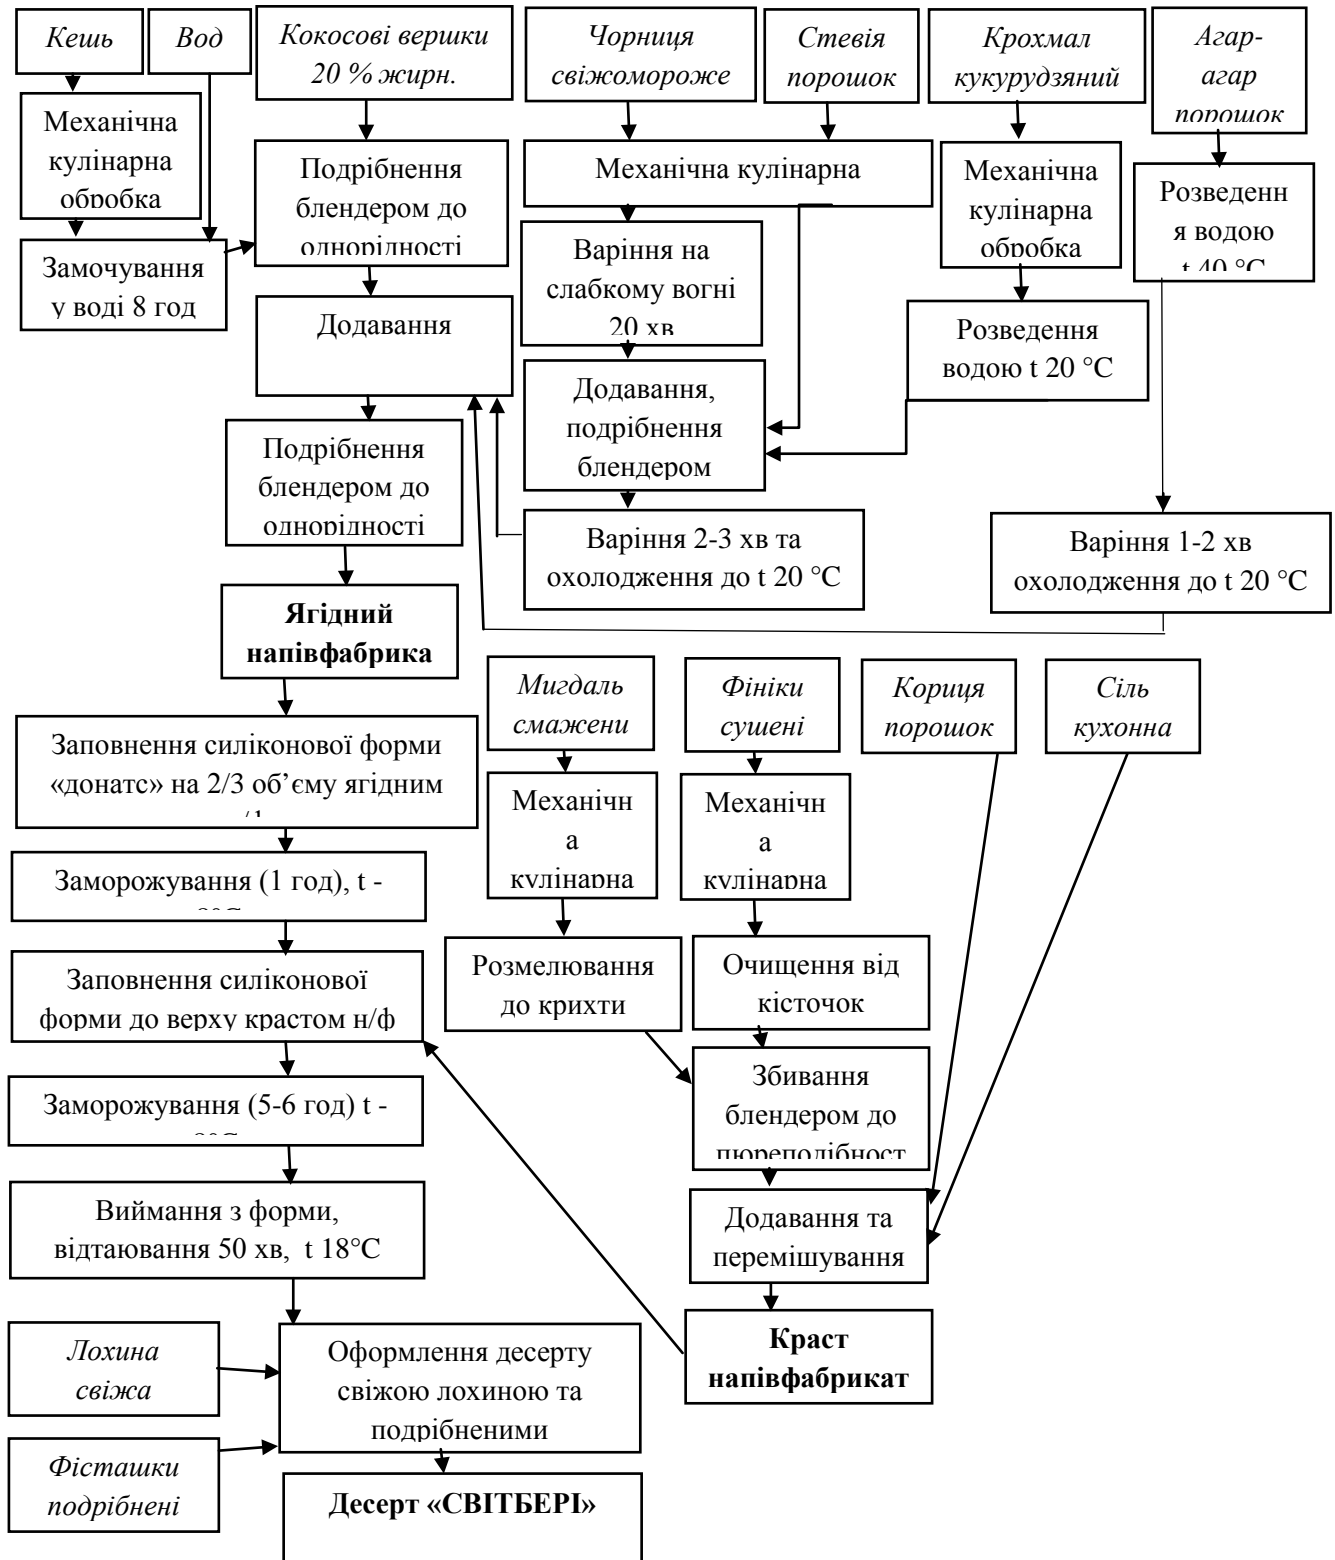 Кешь
Вод
Кокосові вершки
20 % жирн.
Чорниця
свіжомороже
Стевія
порошок
Крохмал
кукурудзяний
Агар-
агар
порошок
Механічна
кулінарна
обробка
Подрібнення
блендером до
однорідності
Механічна кулінарна
Механічна
кулінарна
обробка
Розведенн
я водою
t 40 °C
Замочування
у воді 8 год
Варіння на
слабкому вогні
20 хв
Додавання
Розведення
водою t 20 °C
Додавання,
подрібнення
блендером
Подрібнення
блендером до
однорідності
Варіння 2-3 хв та
охолодження до t 20 °C
Варіння 1-2 хв
охолодження до t 20 °C
Ягідний
напівфабрика
Мигдаль
смажени
Фініки
сушені
Кориця
порошок
Сіль
кухонна
Заповнення силіконової форми
«донатс» на 2/3 об’єму ягідним
Механічн
а
кулінарна
Механічн
а
кулінарна
Заморожування (1 год), t -
Заповнення силіконової
форми до верху крастом н/ф
Розмелювання
до крихти
Очищення від
кісточок
Заморожування (5-6 год) t -
Збивання
блендером до
пюреподібност
Виймання з форми,
відтаювання 50 хв, t 18°C
Додавання та
перемішування
Краст
напівфабрикат
Лохина
свіжа
Оформлення десерту
свіжою лохиною та
подрібненими
Фісташки
подрібнені
Десерт «СВІТБЕРІ»